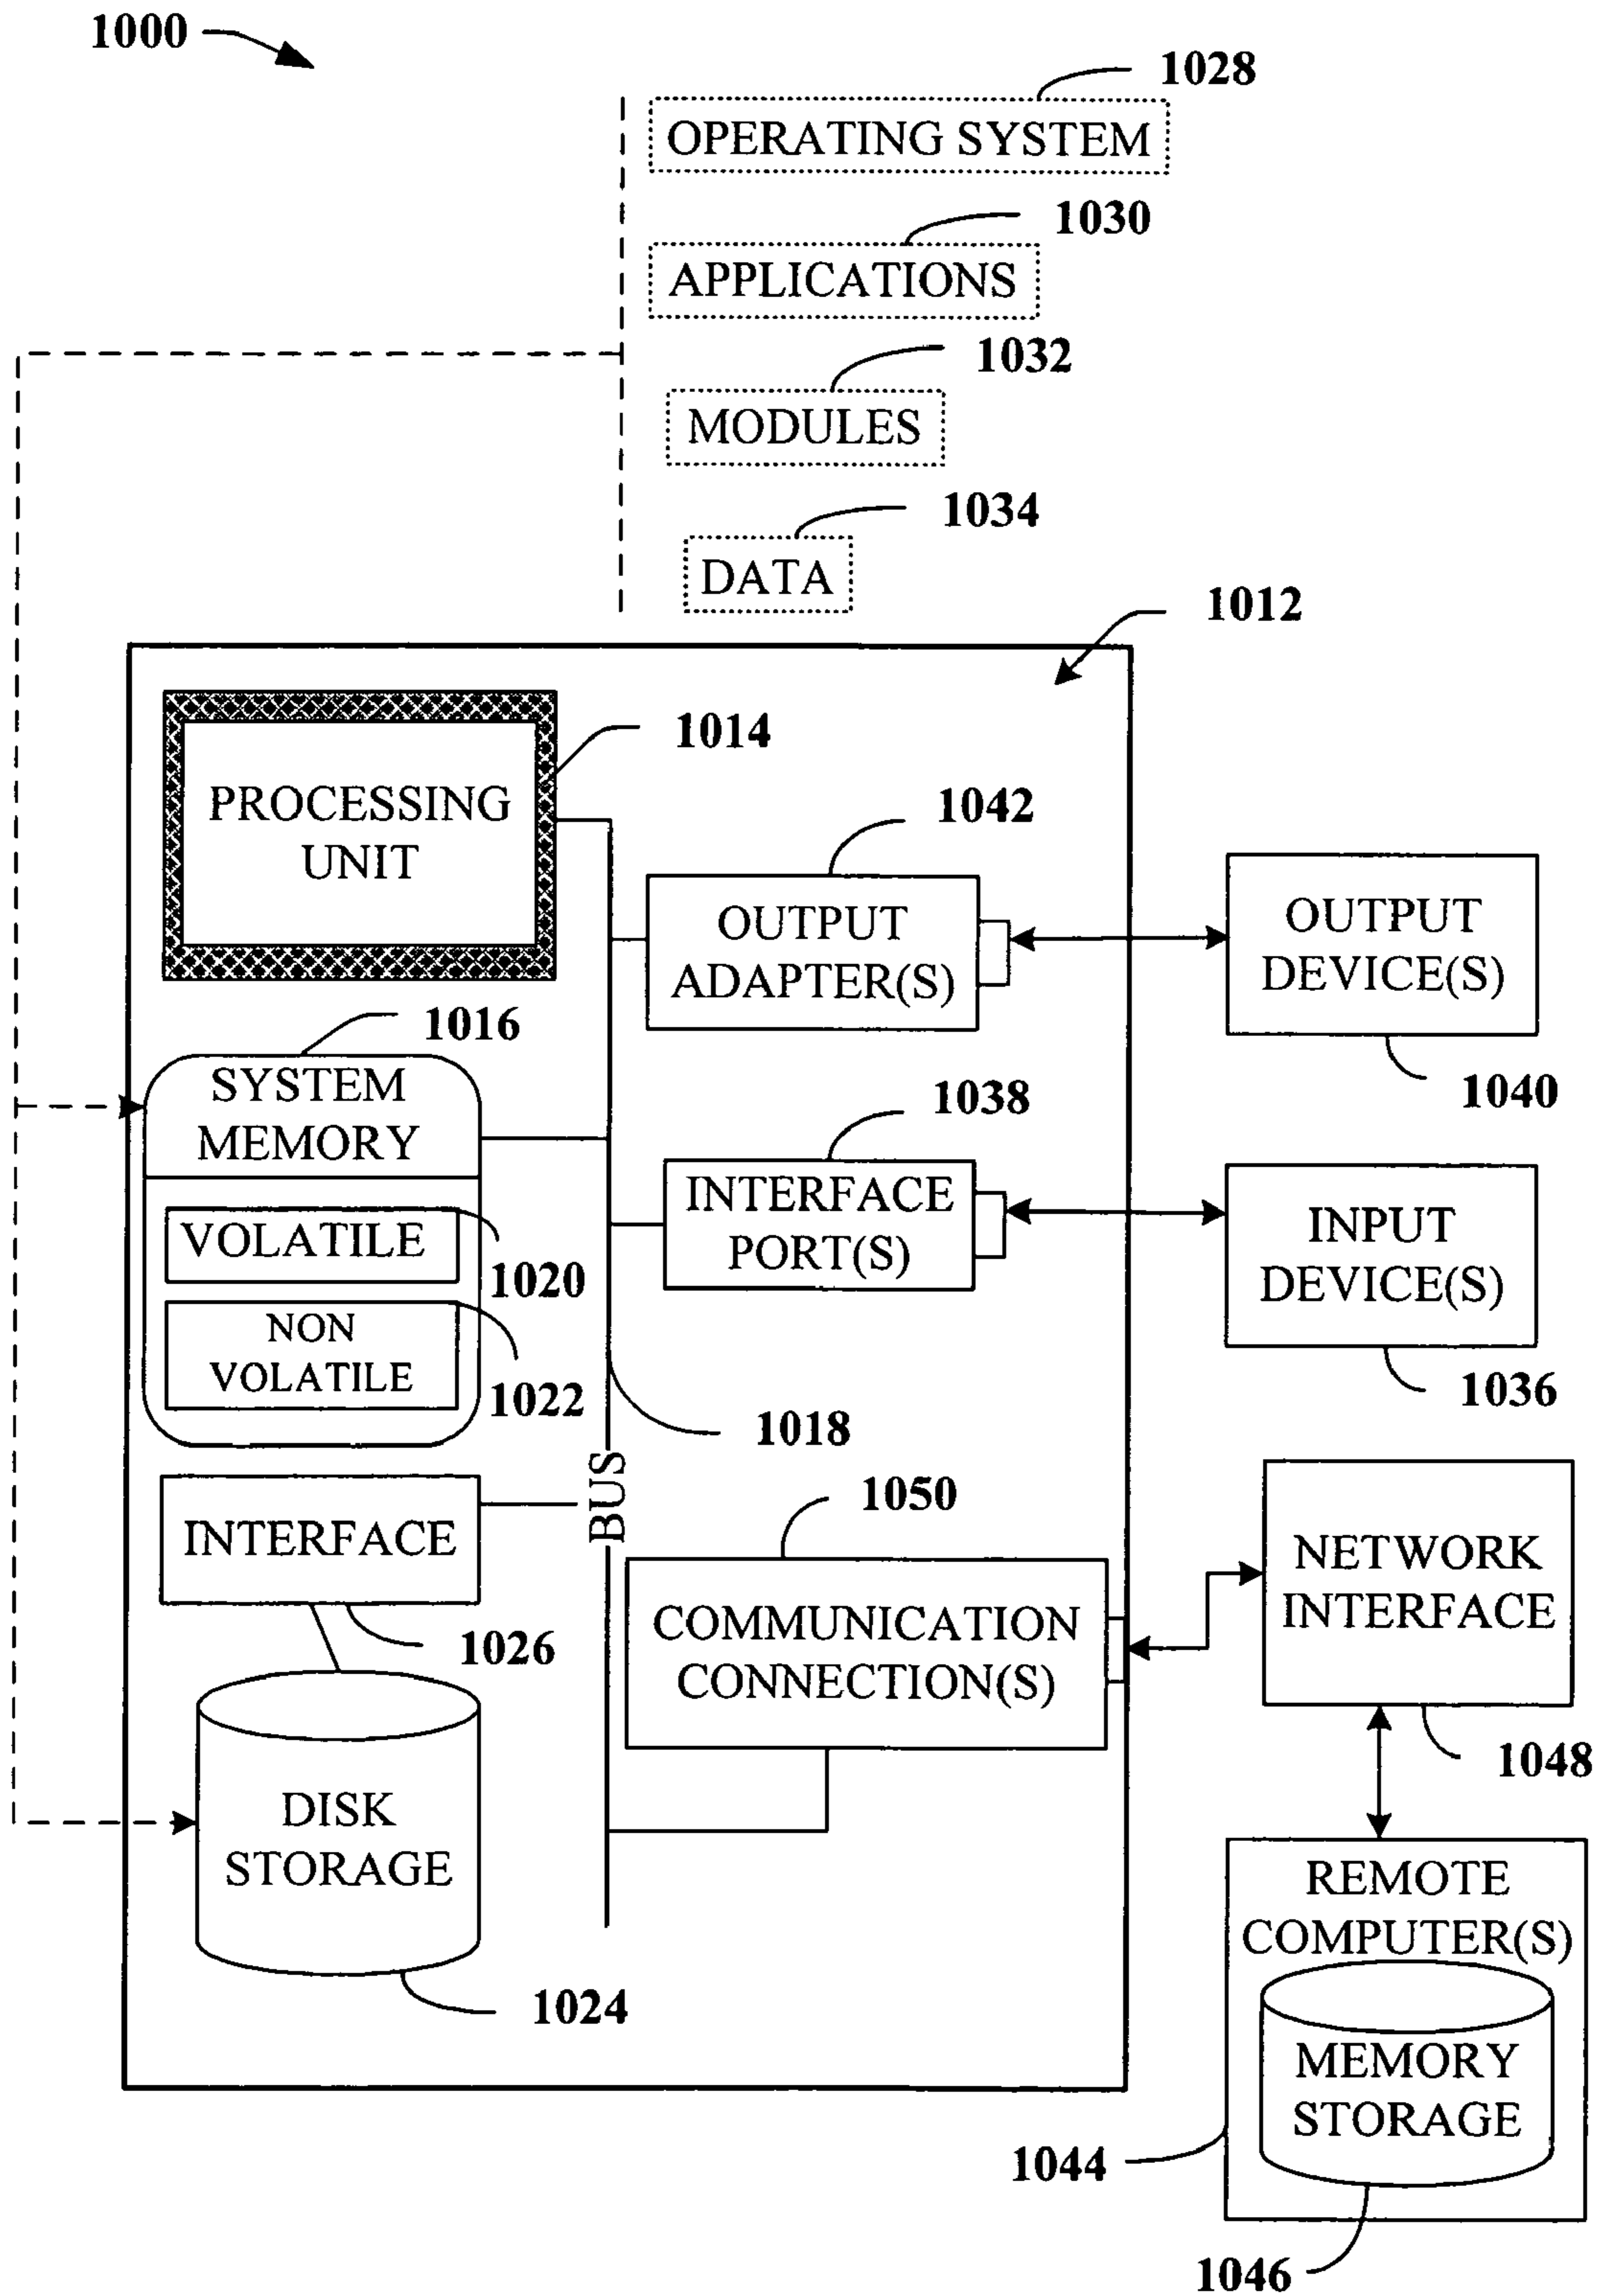 1000
1028
OPERATING SYSTEM
1030
APPLICATIONS
1032
MODULES
1034
DATA
1012
1014
PROCESSING
UNIT
1042
OUTPUT
ADAPTER(S)
OUTPUT
DEVICE(S)
1040
1016
SYSTEM
MEMORY
1038
INTERFACE
PORT(S)
INPUT
DEVICE(S)
1036
VOLATILE
1020
NON
VOLATILE
1022
1018
BUS
INTERFACE
1026
1050
COMMUNICATION
CONNECTION(S)
NETWORK
INTERFACE
1048
DISK
STORAGE
1024
REMOTE
COMPUTER(S)
MEMORY
STORAGE
1044
1046